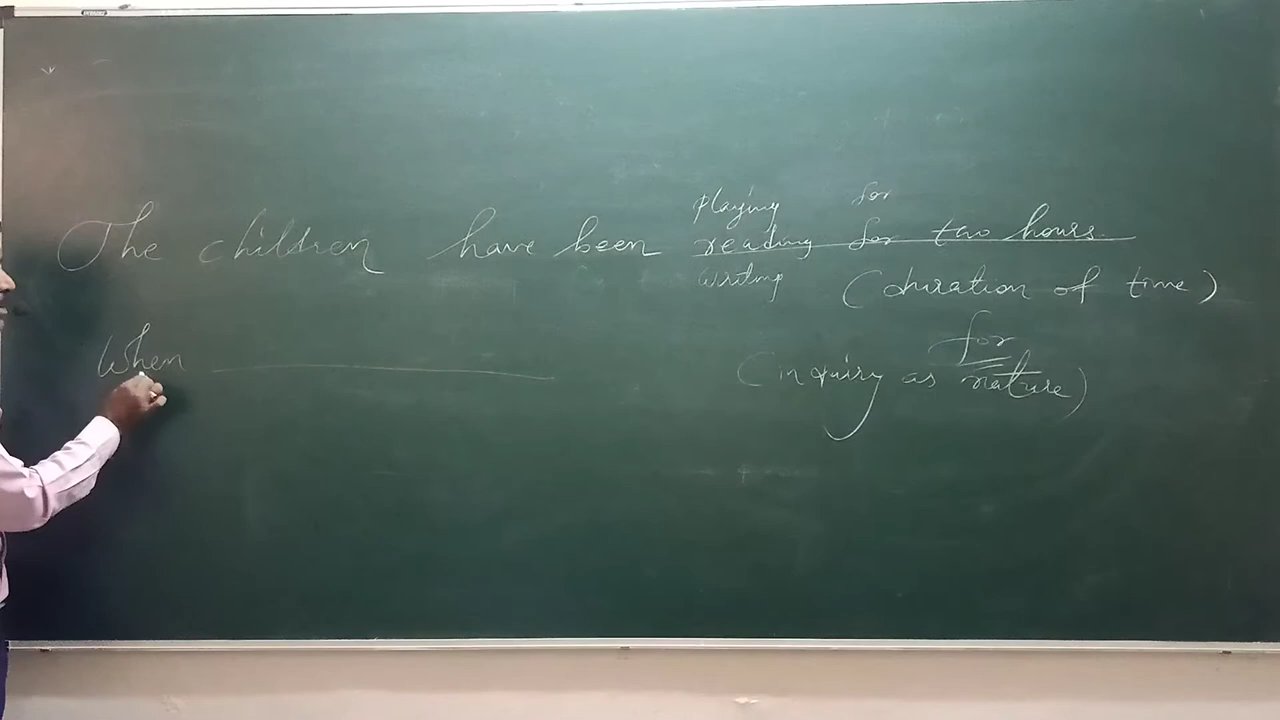 playing for
The children have been reading for two hours.
writing (duration of time)
for
When (inquiry as nature)